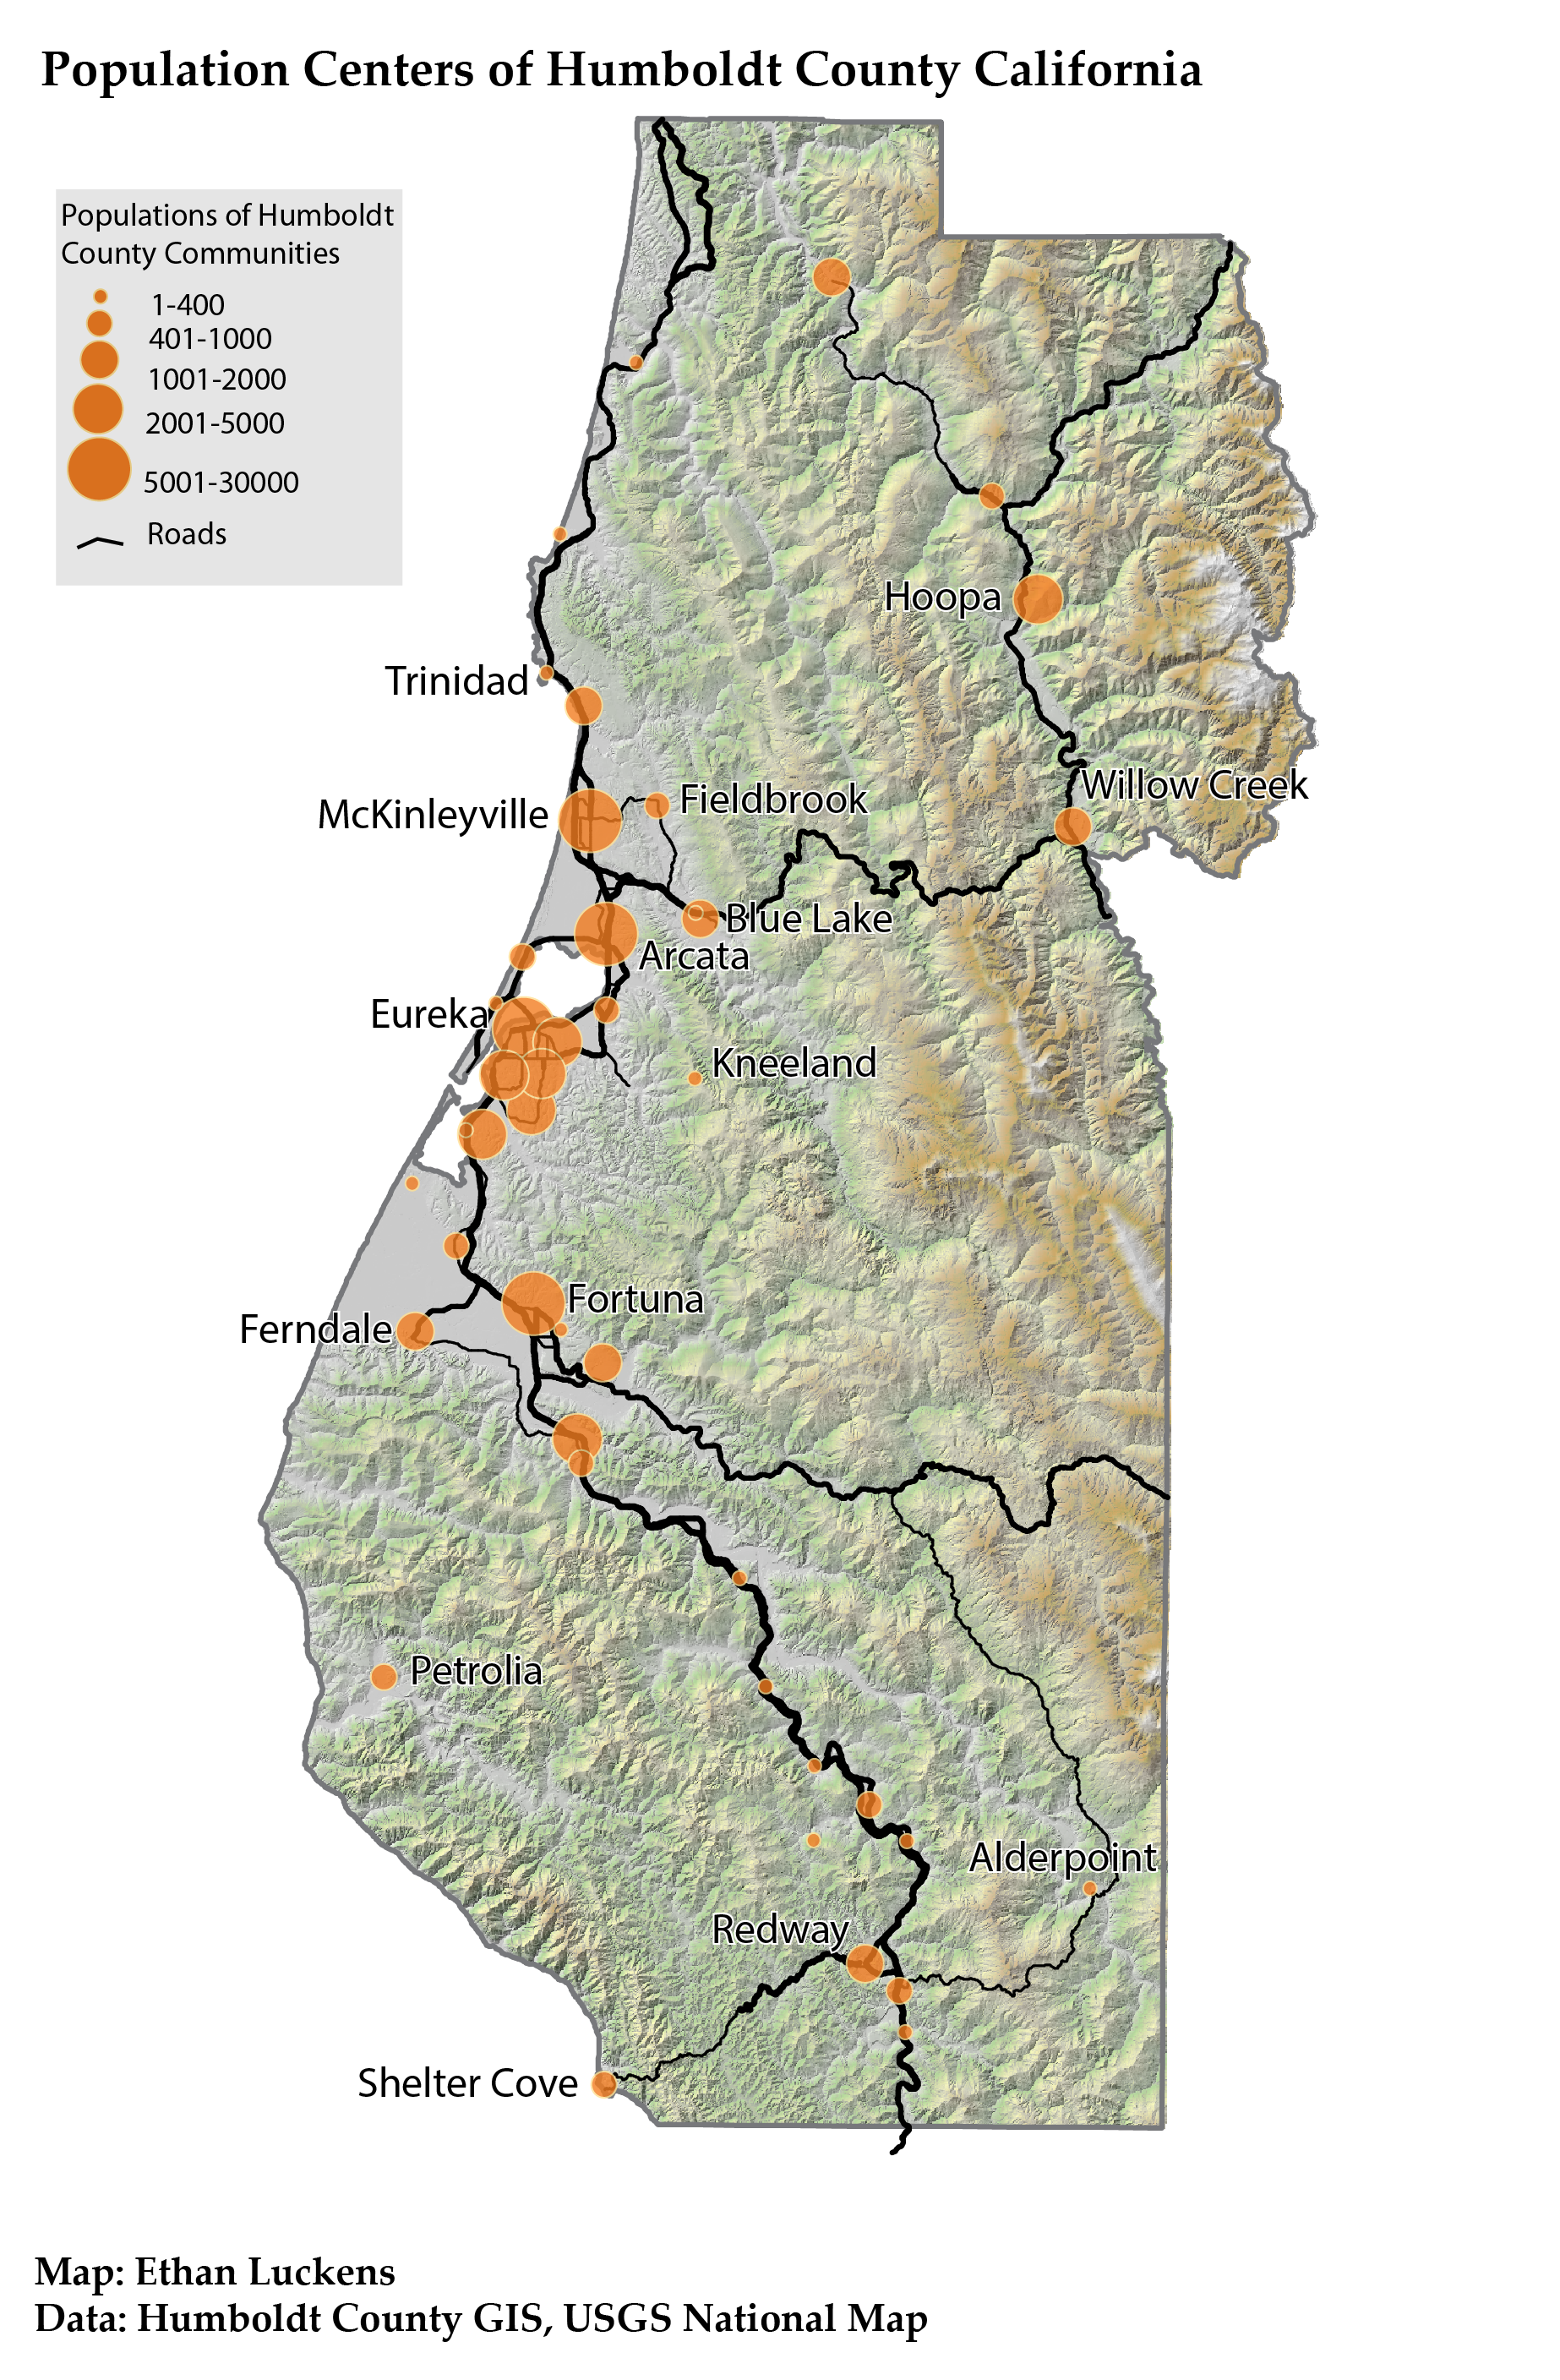 Population Centers of Humboldt County California
Populations of Humboldt
County Communities
1-400
401-1000
1001-2000
2001-5000
5001-30000
Roads
Hoopa
Trinidad
Willow Creek
McKinleyville
Fieldbrook
Blue Lake
Arcata
Eureka
Kneeland
Fortuna
Ferndale
Petrolia
Alderpoint
Redway
Shelter Cove
Map: Ethan Luckens
Data: Humboldt County GIS, USGS National Map